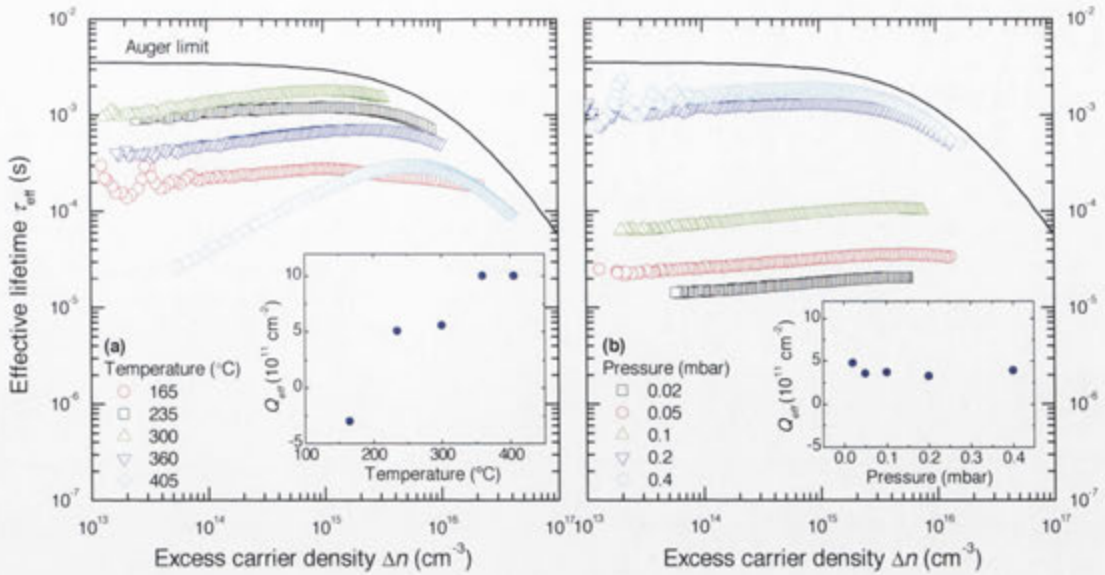 Auger limit
10⁻²
10⁻³
10⁻⁴
10⁻⁵
10⁻⁶
10⁻⁷
Effective lifetime τeff (s)
(a)
Temperature (°C)
165
235
300
360
405
Qeff (10¹¹ cm⁻²)
10
5
0
-5
100 200 300 400
Temperature (°C)
10¹³ 10¹⁴ 10¹⁵ 10¹⁶ 10¹⁷
Excess carrier density Δn (cm⁻³)
(b)
Pressure (mbar)
0.02
0.05
0.1
0.2
0.4
Qeff (10¹¹ cm⁻²)
10
5
0
-5
0.0 0.1 0.2 0.3 0.4
Pressure (mbar)
10¹³ 10¹⁴ 10¹⁵ 10¹⁶ 10¹⁷
Excess carrier density Δn (cm⁻³)
10⁻²
10⁻³
10⁻⁴
10⁻⁵
10⁻⁶
10⁻⁷